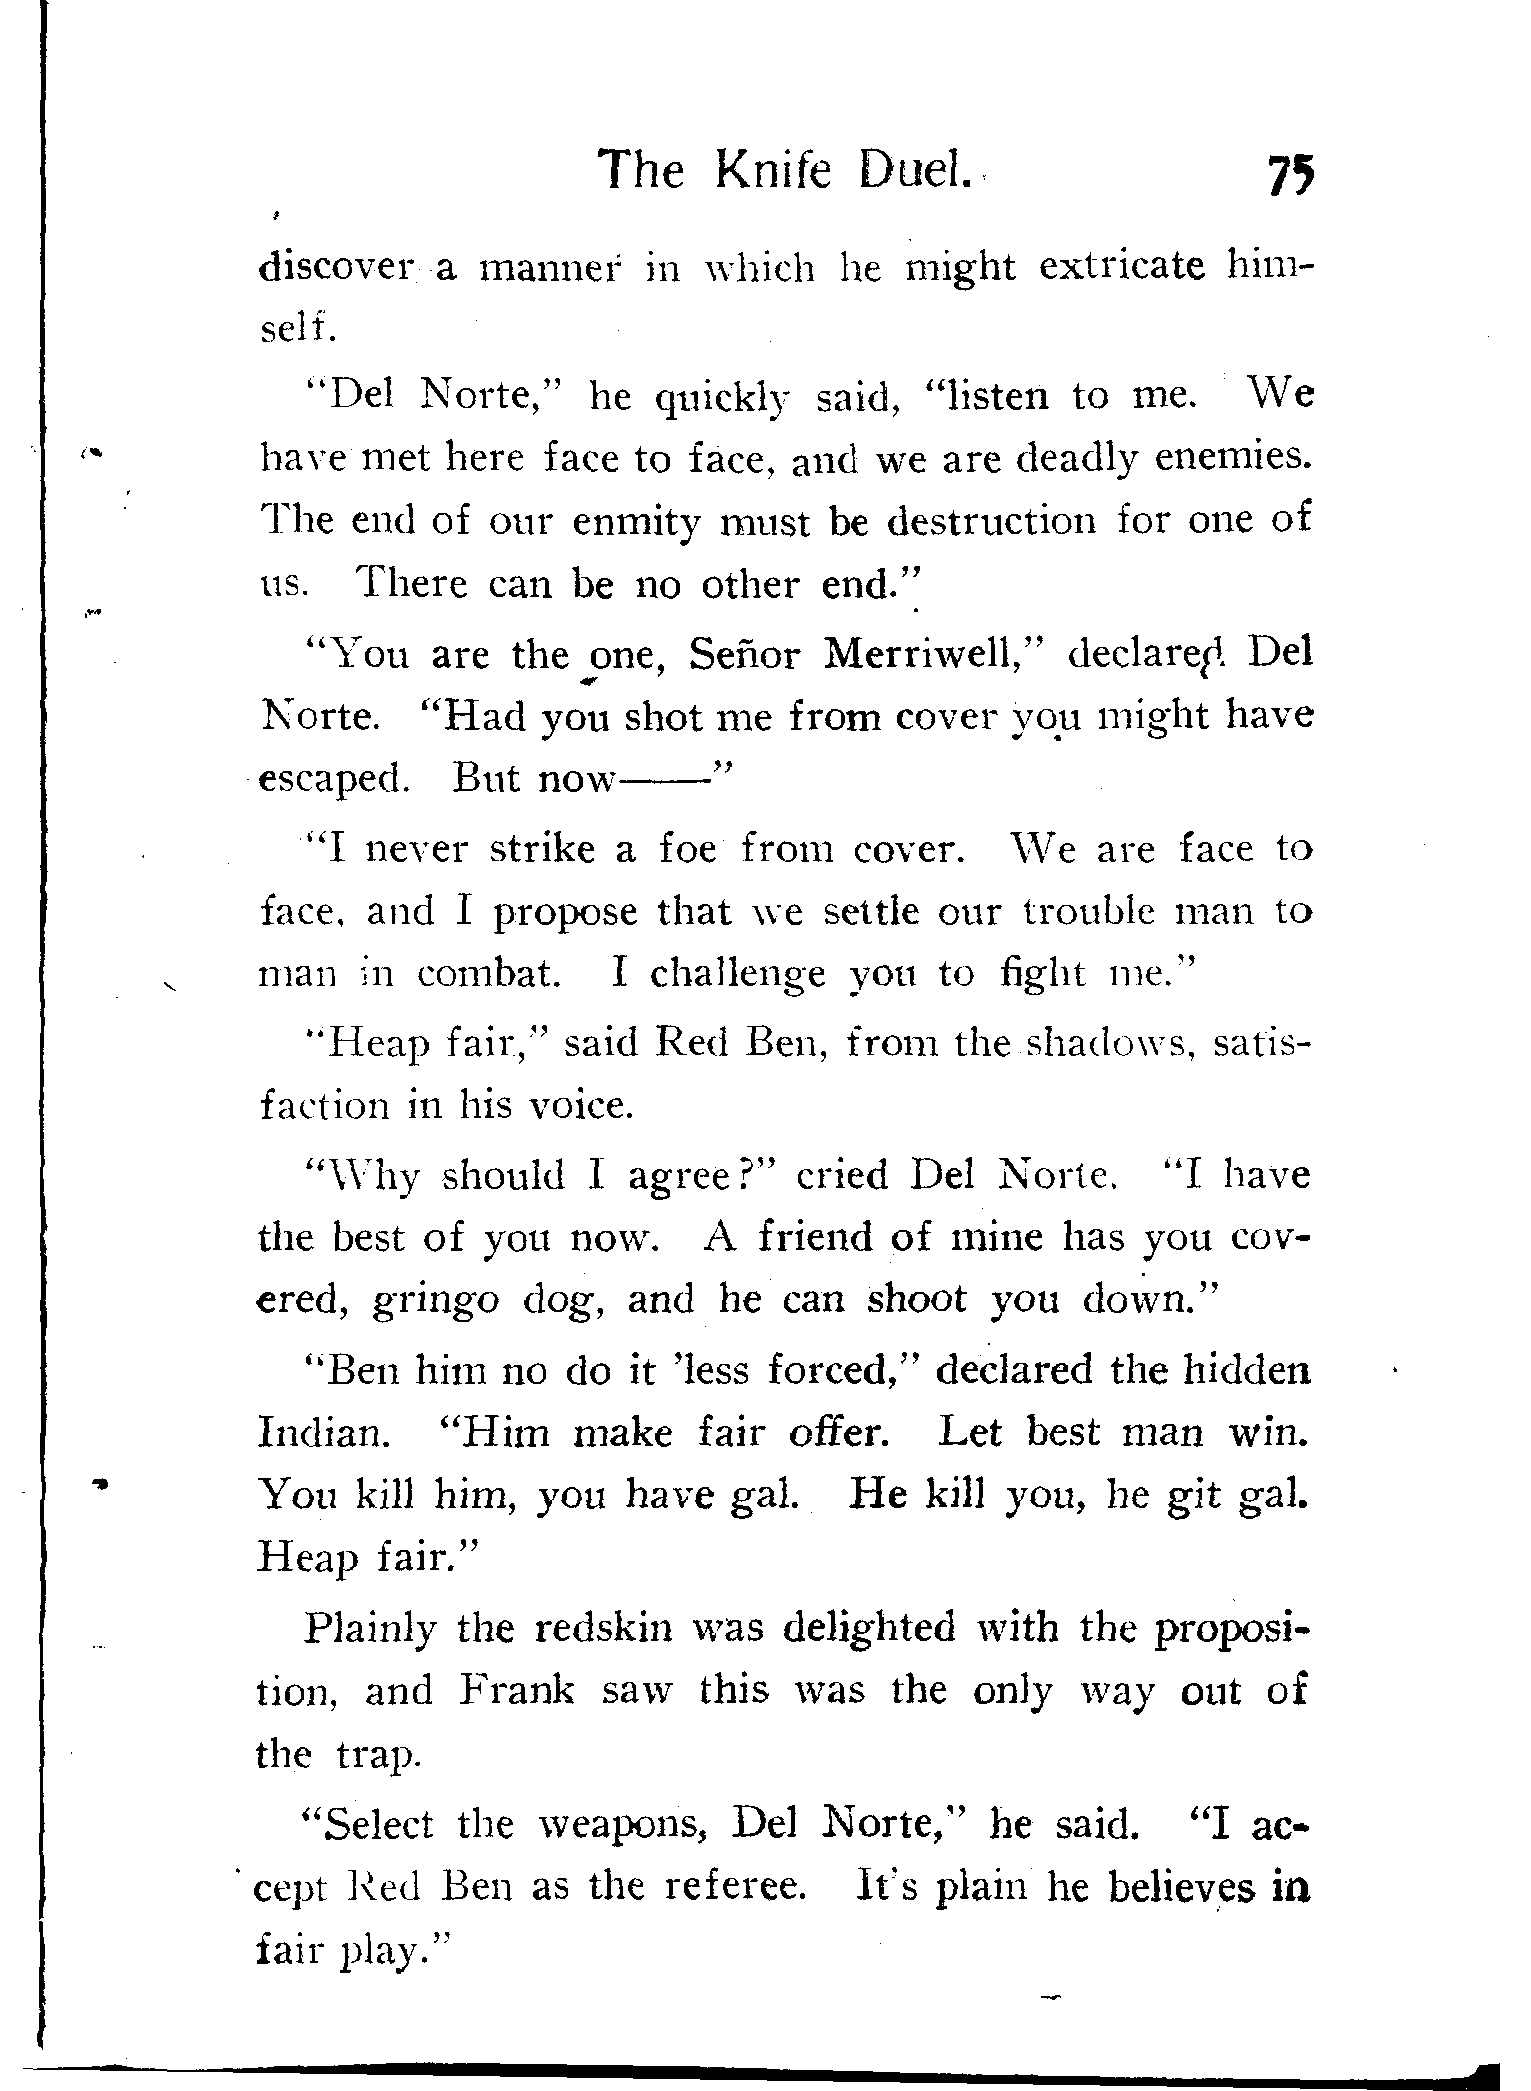 The Knife Duel. 75
discover a manner in which he might extricate him-
self.
“Del Norte,” he quickly said, “listen to me. We
have met here face to face, and we are deadly enemies.
The end of our enmity must be destruction for one of
us. There can be no other end.”
“You are the one, Señor Merriwell,” declared Del
Norte. “Had you shot me from cover you might have
escaped. But now——”
“I never strike a foe from cover. We are face to
face, and I propose that we settle our trouble man to
man in combat. I challenge you to fight me.”
“Heap fair,” said Red Ben, from the shadows, satis-
faction in his voice.
“Why should I agree?” cried Del Norte. “I have
the best of you now. A friend of mine has you cov-
ered, gringo dog, and he can shoot you down.”
“Ben him no do it ’less forced,” declared the hidden
Indian. “Him make fair offer. Let best man win.
You kill him, you have gal. He kill you, he git gal.
Heap fair.”
Plainly the redskin was delighted with the proposi-
tion, and Frank saw this was the only way out of
the trap.
“Select the weapons, Del Norte,” he said. “I ac-
cept Red Ben as the referee. It’s plain he believes in
fair play.”